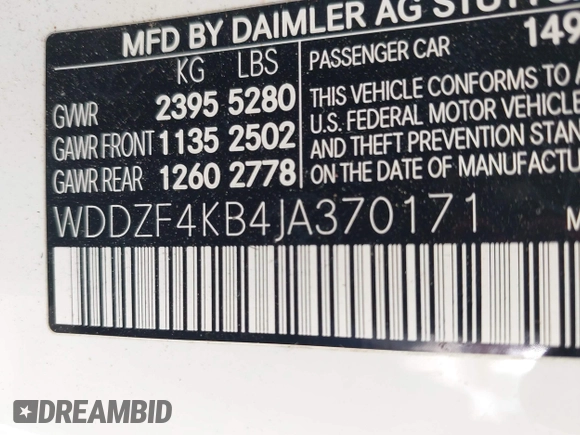 MFD BY DAIMLER AG
KG LBS
GVWR 2395 5280
GAWR FRONT 1135 2502
GAWR REAR 1260 2778
PASSENGER CAR 149
THIS VEHICLE CONFORMS TO
U.S. FEDERAL MOTOR VEHICLE
AND THEFT PREVENTION
ON THE DATE OF
WDDZF4KB4JA370171
DREAMBID